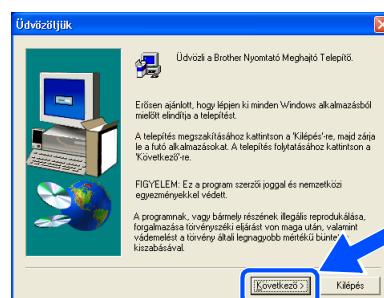 Üdvözöljük
Üdvözli a Brother Nyomtató Meghajtó Telepítő.
Erősen ajánlott, hogy lépjen ki minden Windows alkalmazásból
mielőtt elindítja a telepítést.
A telepítés megszakításához kattintson a 'Kilépés'-re, majd zárja
le a futó alkalmazásokat. A telepítés folytatásához kattintson a
'Következő'-re.
FIGYELEM: Ez a program szerzői joggal és nemzetközi
egyezményekkel védett.
A programnak, vagy bármely részének illegális reprodukálása,
forgalmazása törvényszéki eljárást von maga után, valamint
vádemelést a törvény által legnagyobb mértékű
kiszabásával.
Következő >
Kilépés